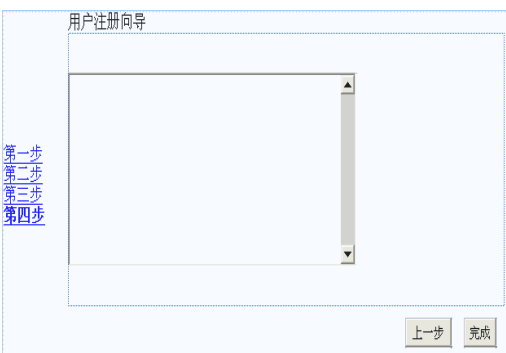 用户注册向导
第一步
第二步
第三步
第四步
上一步 完成